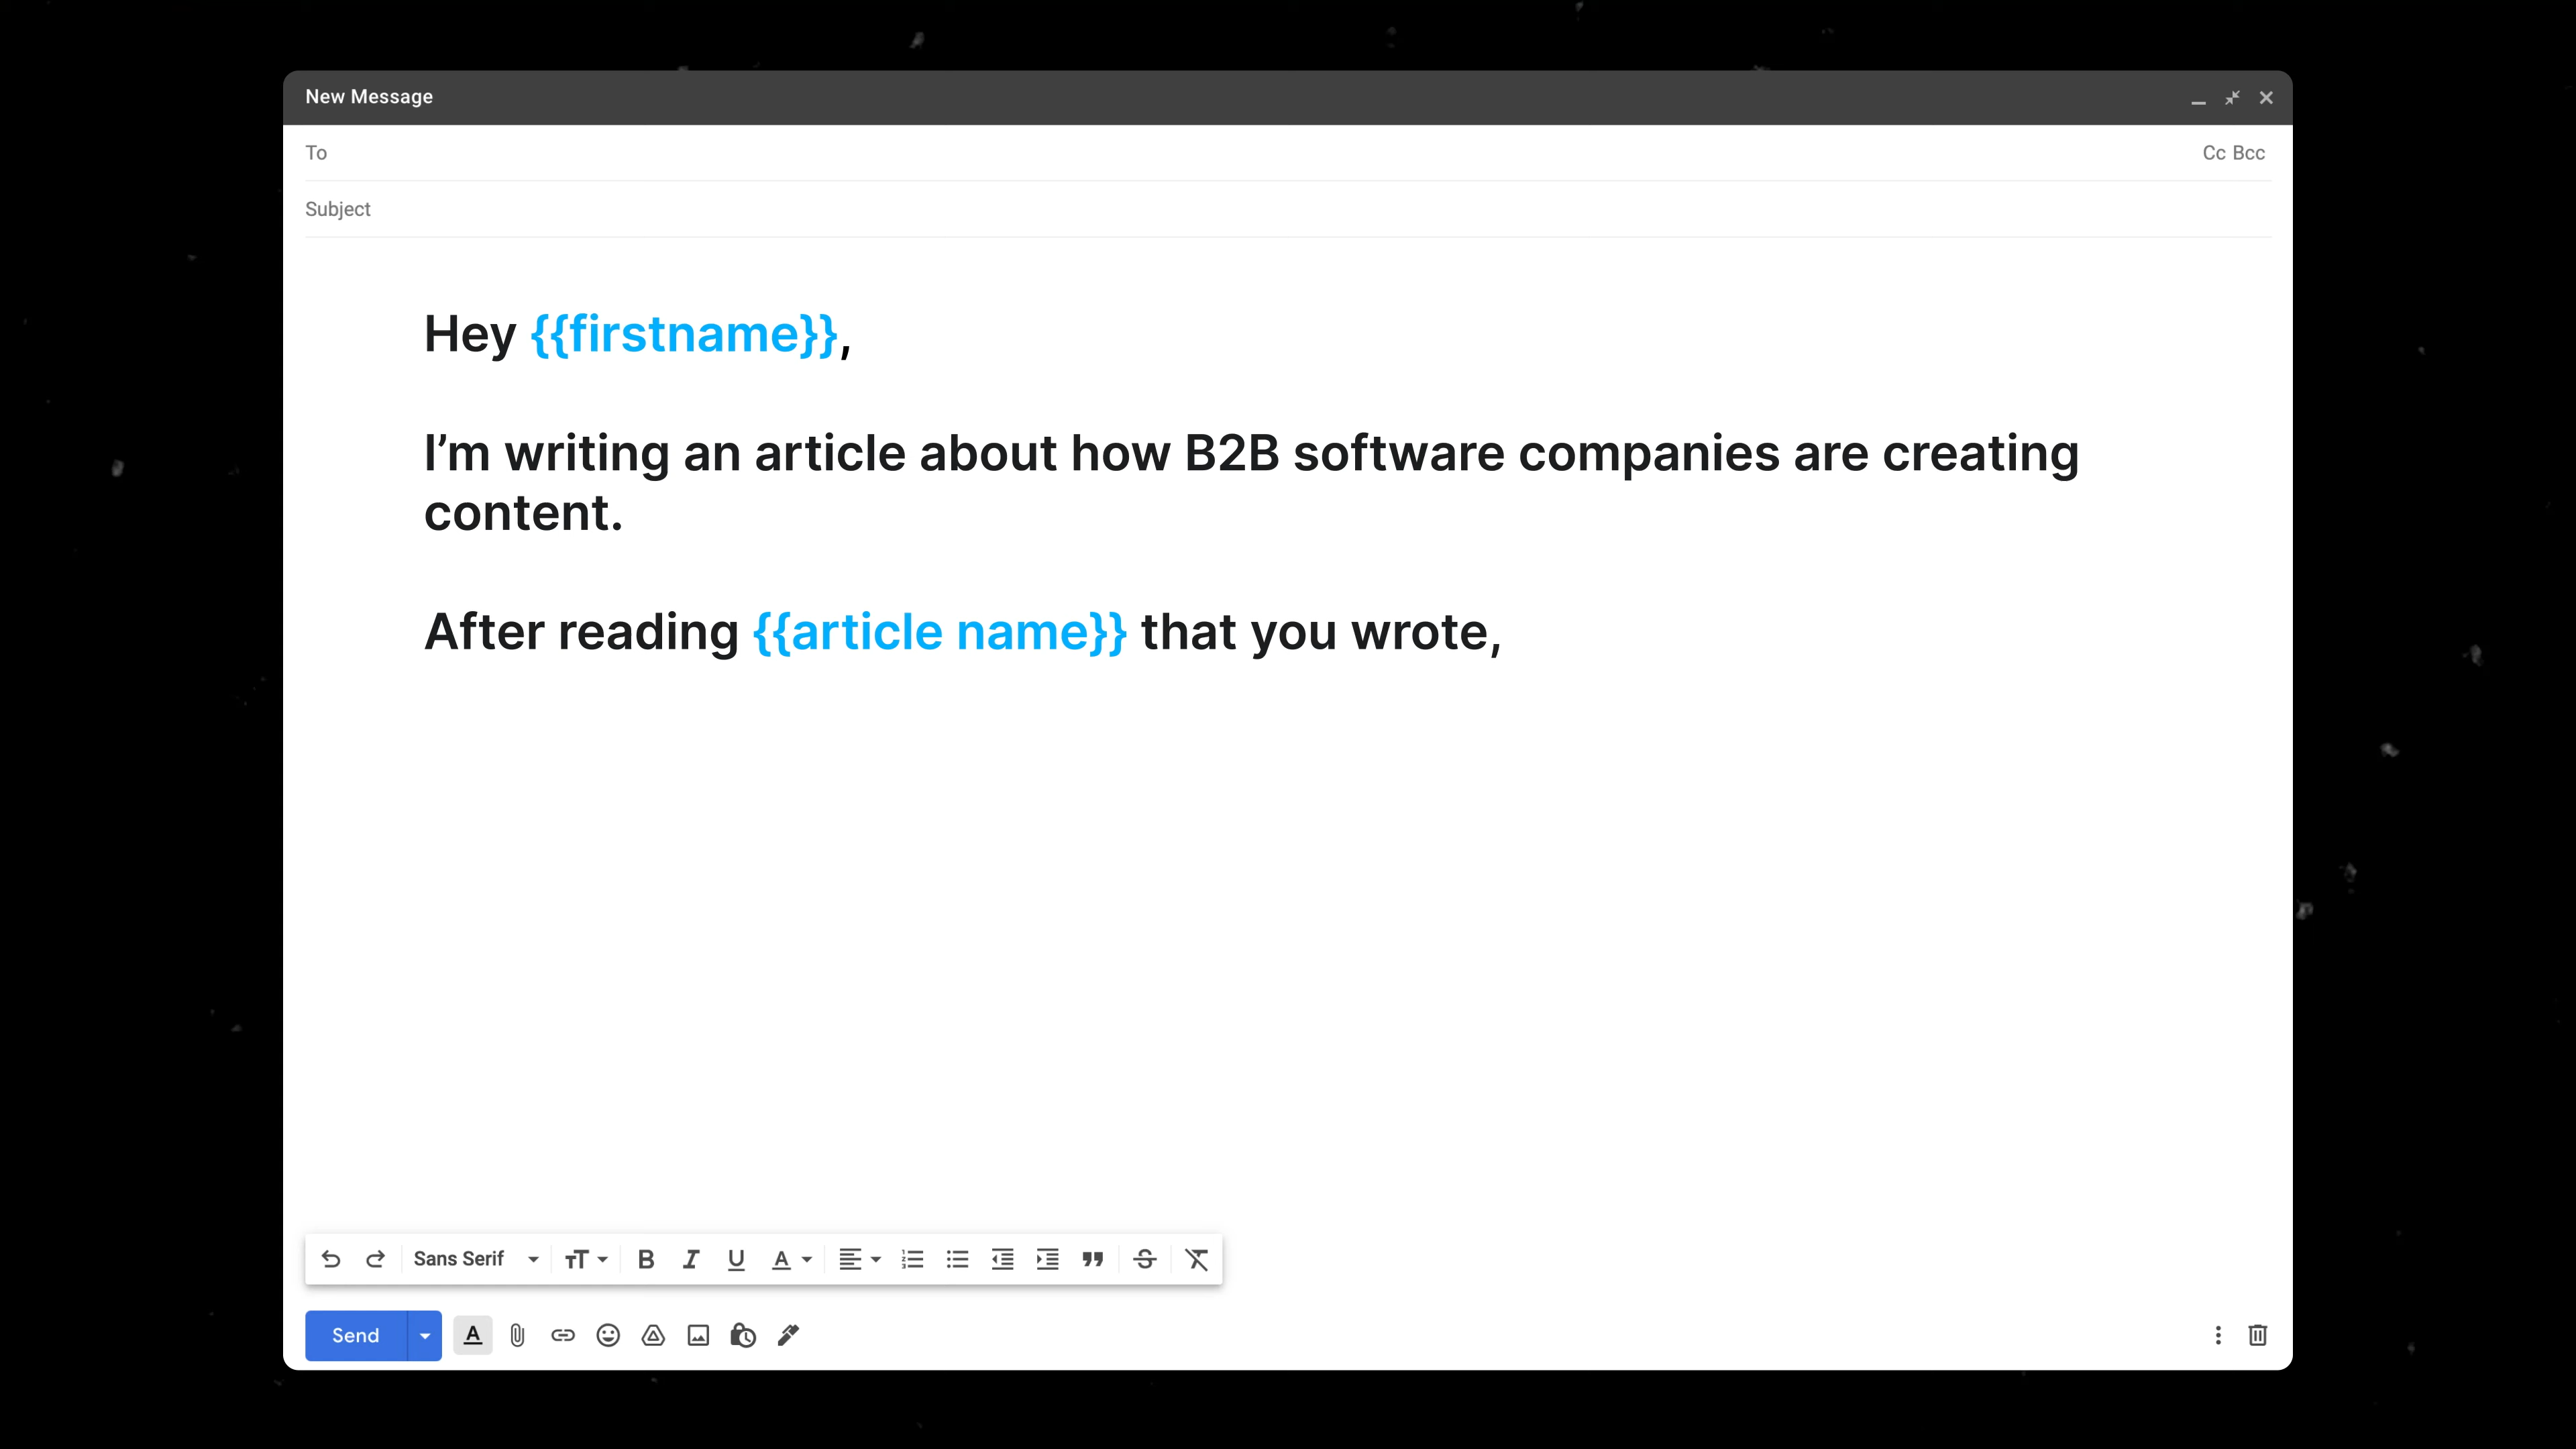 New Message
To
Cc Bcc
Subject
Hey {{firstname}},
I’m writing an article about how B2B software companies are creating
content.
After reading {{article name}} that you wrote,
Sans Serif
Send